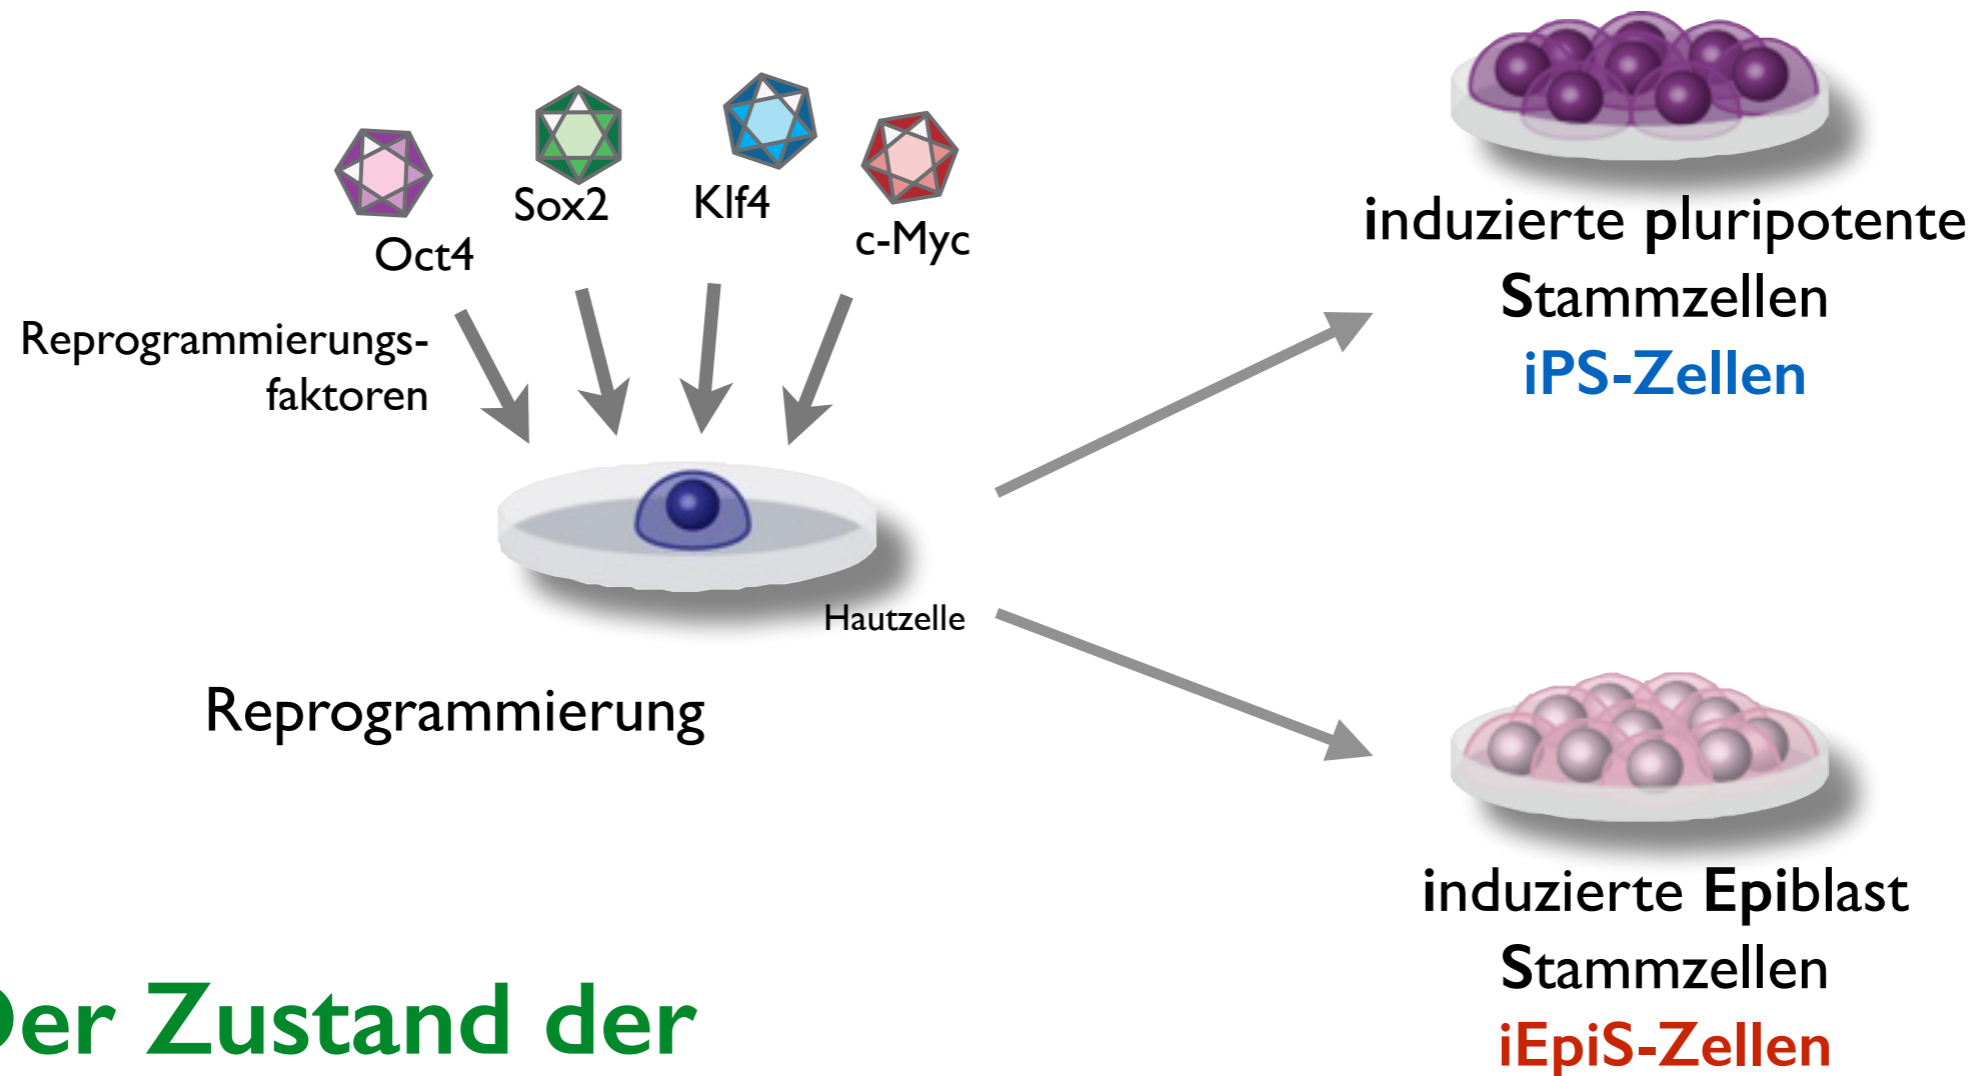 Oct4
Sox2
Klf4
c-Myc
Reprogrammierungs-
faktoren
Hautzelle
Reprogrammierung
induzierte pluripotente
Stammzellen
iPS-Zellen
induzierte Epiblast
Stammzellen
iEpiS-Zellen
Der Zustand der